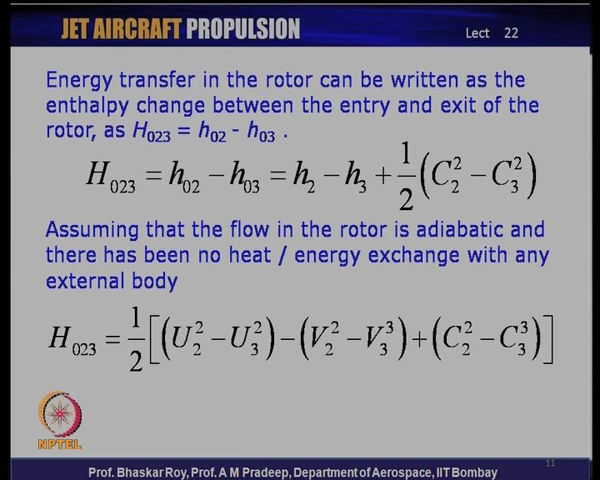 JET AIRCRAFT PROPULSION Lect 22
Energy transfer in the rotor can be written as the
enthalpy change between the entry and exit of the
rotor, as H₀₂₃ = h₀₂ - h₀₃ .
H₀₂₃ = h₀₂ − h₀₃ = h₂ − h₃ + 1/2 (C₂² − C₃²)
Assuming that the flow in the rotor is adiabatic and
there has been no heat / energy exchange with any
external body
H₀₂₃ = 1/2 [(U₂² − U₃²) − (V₂² − V₃³) + (C₂² − C₃³)]
NPTEL
11
Prof. Bhaskar Roy, Prof. A M Pradeep, Department of Aerospace, IIT Bombay